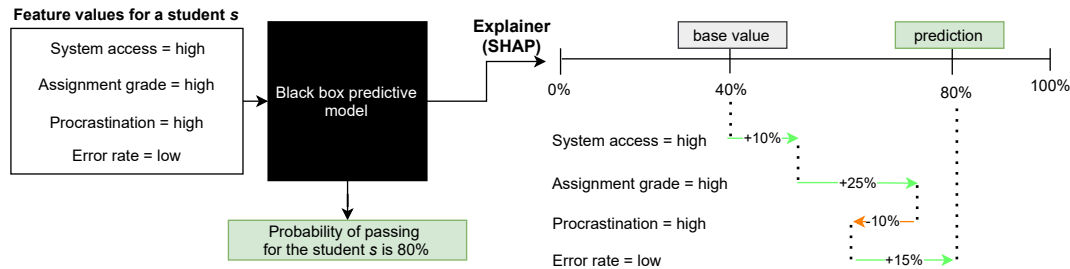 Feature values for a student s
System access = high
Assignment grade = high
Procrastination = high
Error rate = low
Black box predictive
model
Probability of passing
for the student s is 80%
Explainer
(SHAP)
base value
prediction
0%
40%
80%
100%
System access = high
+10%
Assignment grade = high
+25%
Procrastination = high
-10%
Error rate = low
+15%